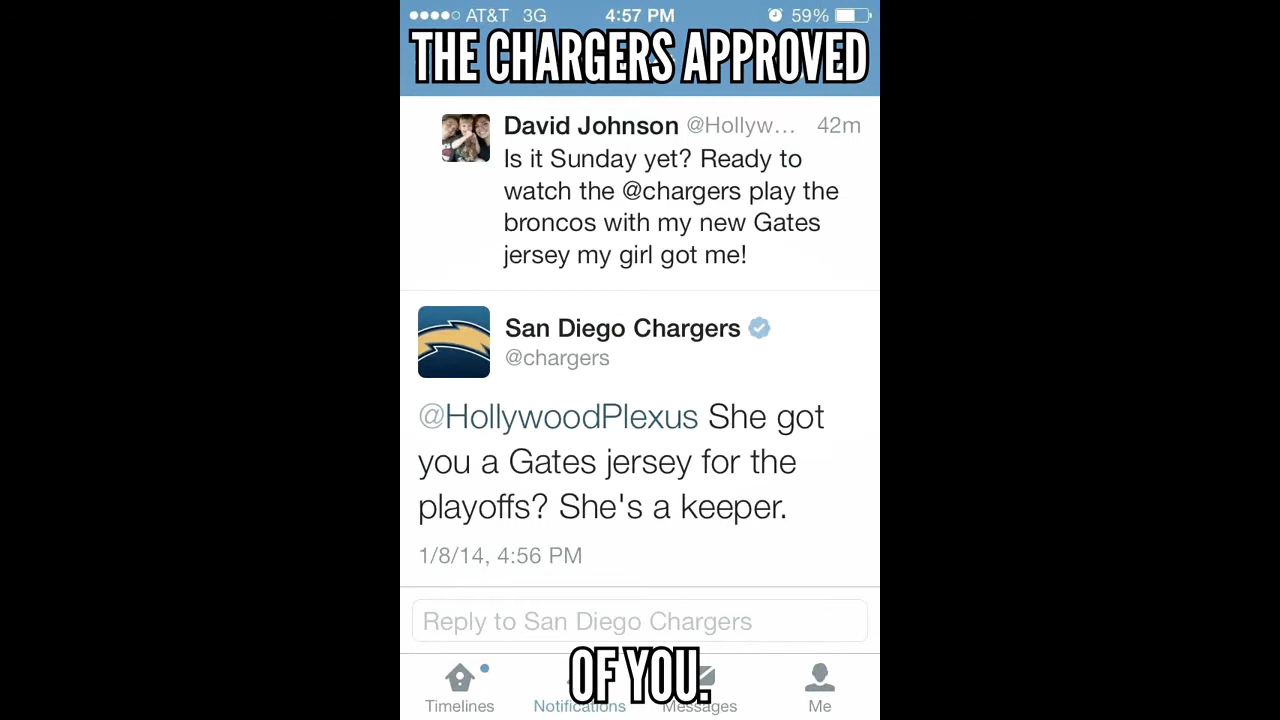 AT&T 3G 4:57 PM 59%
THE CHARGERS APPROVED
David Johnson @Hollyw... 42m
Is it Sunday yet? Ready to
watch the @chargers play the
broncos with my new Gates
jersey my girl got me!
San Diego Chargers
@chargers
@HollywoodPlexus She got
you a Gates jersey for the
playoffs? She's a keeper.
1/8/14, 4:56 PM
Reply to San Diego Chargers
OF YOU.
Timelines Notifications Messages Me